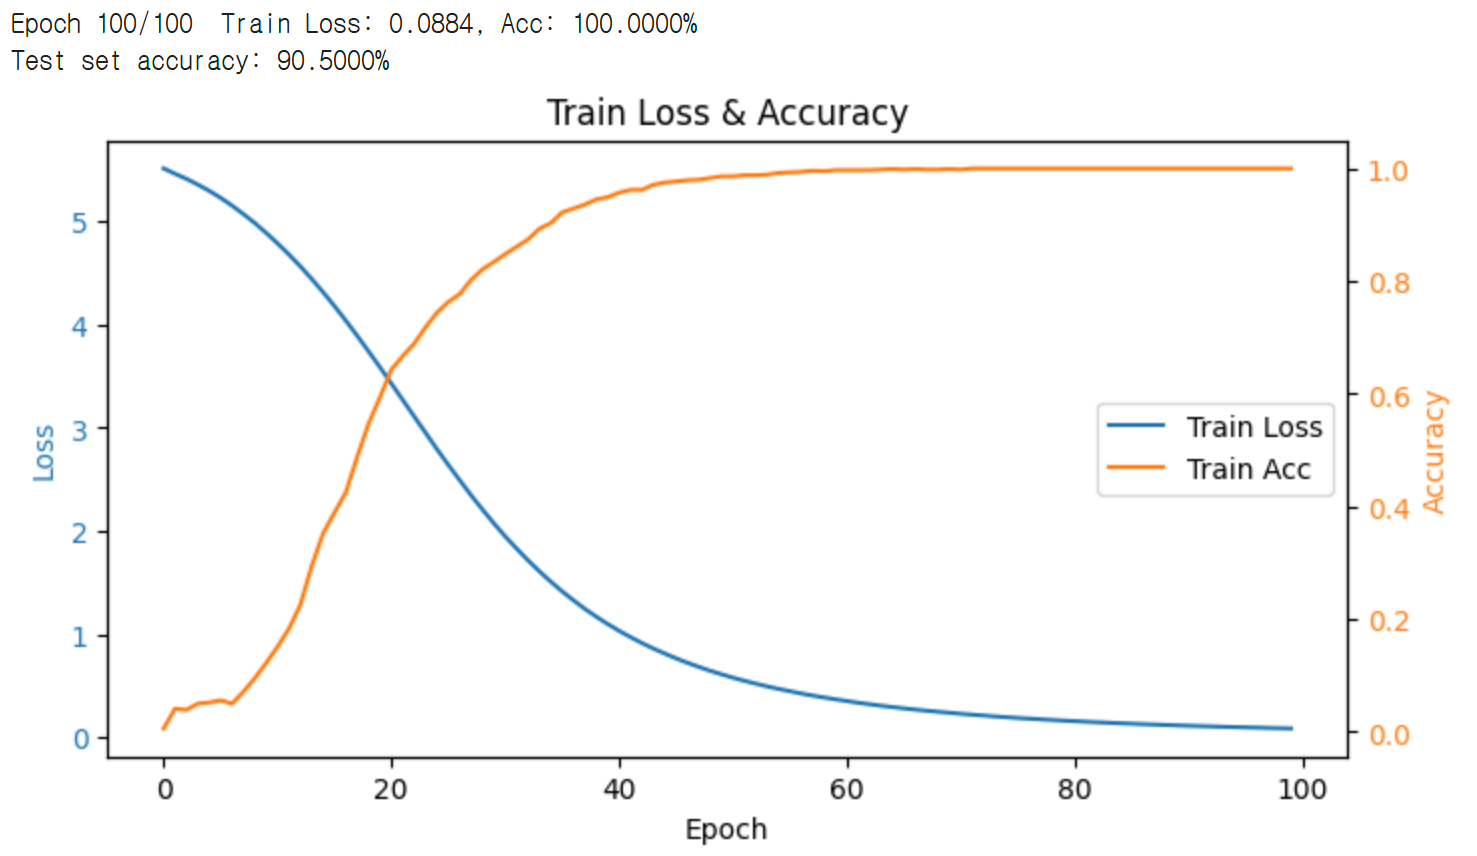 Epoch 100/100  Train Loss: 0.0884, Acc: 100.0000%
Test set accuracy: 90.5000%
Train Loss & Accuracy
5
4
3
2
1
0
Loss
1.0
0.8
0.6
0.4
0.2
0.0
Accuracy
Train Loss
Train Acc
0 20 40 60 80 100
Epoch